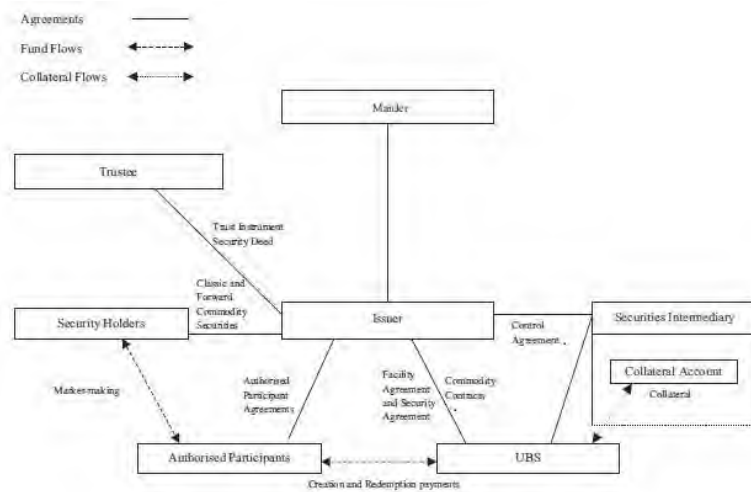 Agreements
Fund Flows
Collateral Flows
Trustee
Trust Instrument
Security Deed
Classic and
Forward
Commodity
Securities
Security Holders
Issuer
Control
Agreement
Securities Intermediary
Collateral Account
Collateral
Market-making
Authorised
Participant
Agreements
Facility
Agreement
and Security
Agreement
Commodity
Contracts
Authorised Participants
UBS
Creation and Redemption payments